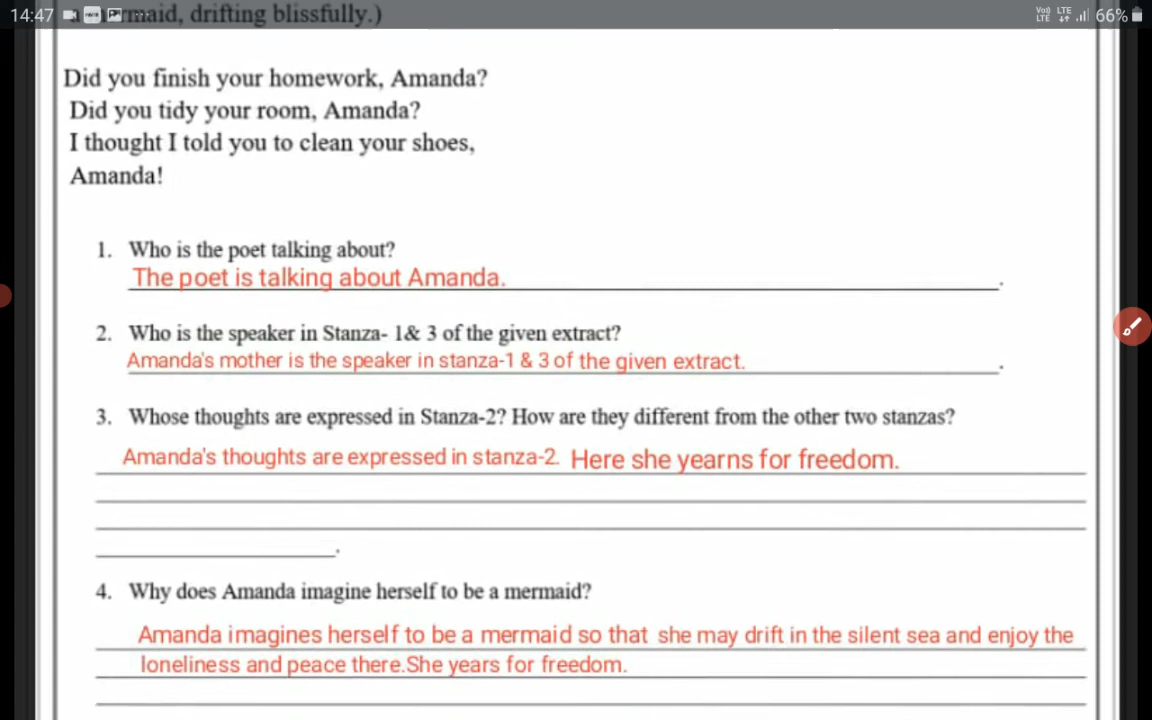 14:47
66%
mermaid, drifting blissfully.)
Did you finish your homework, Amanda?
Did you tidy your room, Amanda?
I thought I told you to clean your shoes,
Amanda!
1. Who is the poet talking about?
The poet is talking about Amanda.
2. Who is the speaker in Stanza- 1& 3 of the given extract?
Amanda's mother is the speaker in stanza-1 & 3 of the given extract.
3. Whose thoughts are expressed in Stanza-2? How are they different from the other two stanzas?
Amanda's thoughts are expressed in stanza-2. Here she yearns for freedom.
4. Why does Amanda imagine herself to be a mermaid?
Amanda imagines herself to be a mermaid so that she may drift in the silent sea and enjoy the
loneliness and peace there.She years for freedom.